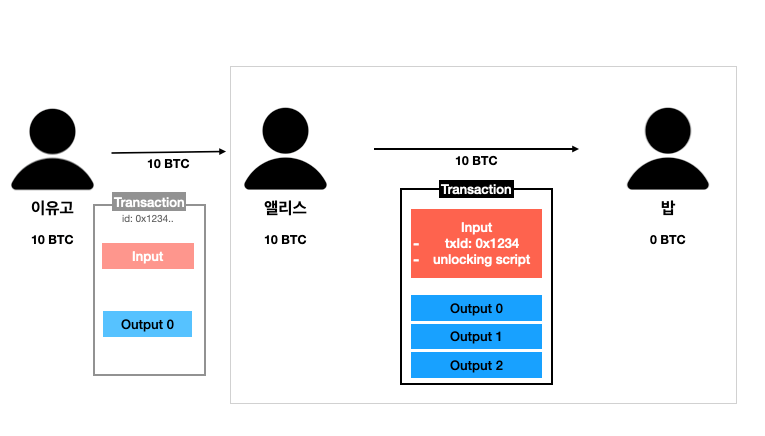 10 BTC
이유고
10 BTC
Transaction
id: 0x1234..
Input
Output 0
앨리스
10 BTC
10 BTC
Transaction
Input
- txId: 0x1234
- unlocking script
Output 0
Output 1
Output 2
밥
0 BTC